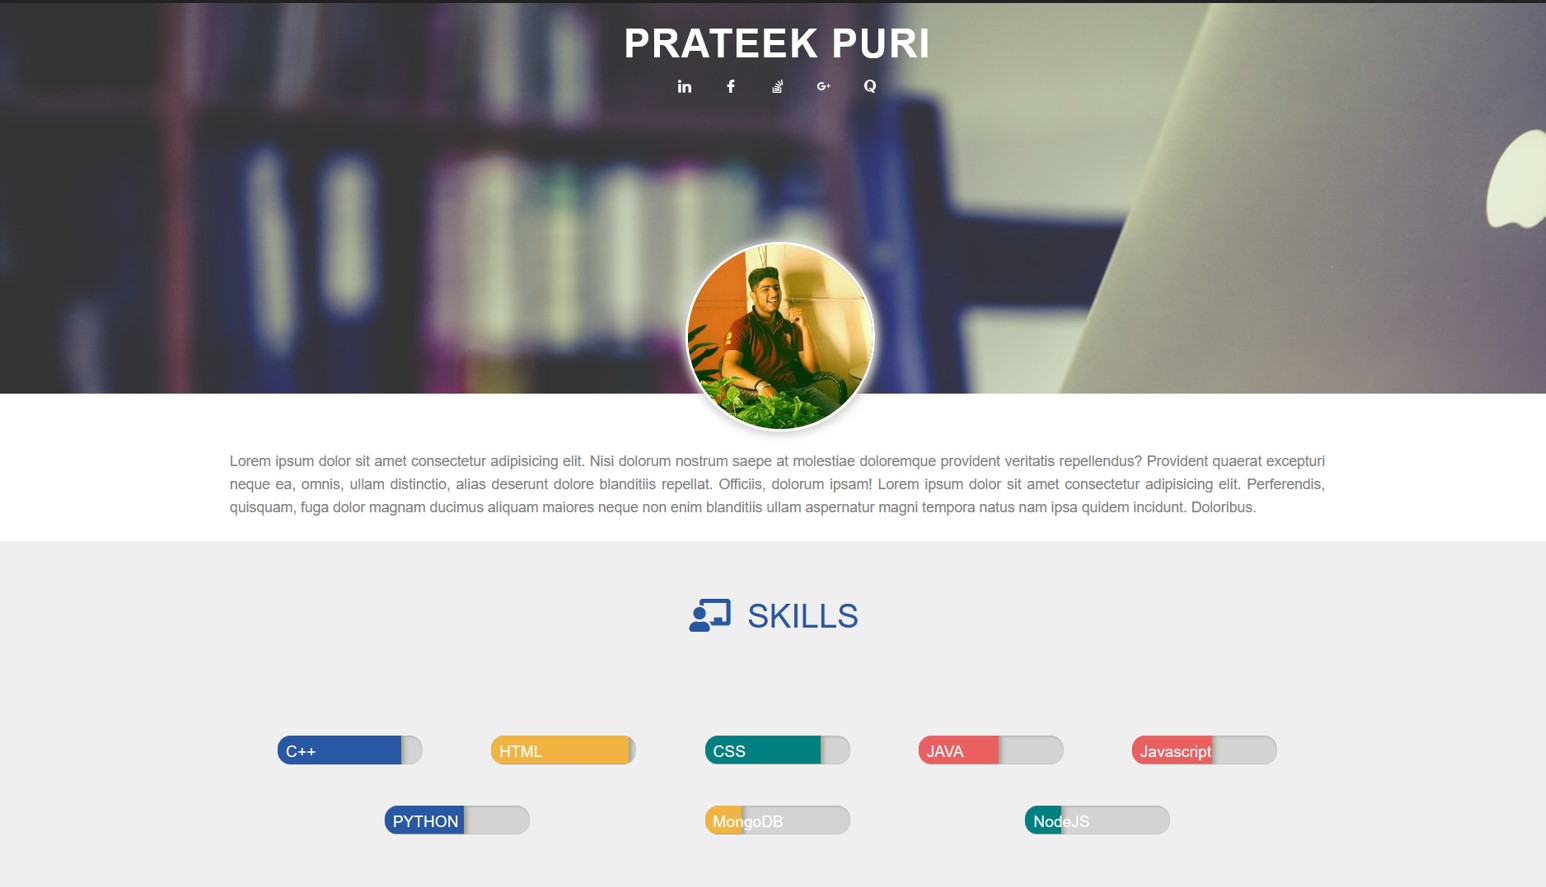 PRATEEK PURI
Lorem ipsum dolor sit amet consectetur adipisicing elit. Nisi dolorum nostrum saepe at molestiae doloremque provident veritatis repellendus? Provident quaerat excepturi
neque ea, omnis, ullam distinctio, alias deserunt dolore blanditiis repellat. Officiis, dolorum ipsam! Lorem ipsum dolor sit amet consectetur adipisicing elit. Perferendis,
quisquam, fuga dolor magnam ducimus aliquam maiores neque non enim blanditiis ullam aspernatur magni tempora natus nam ipsa quidem incidunt. Doloribus.
SKILLS
C++ HTML CSS JAVA Javascript
PYTHON MongoDB NodeJS